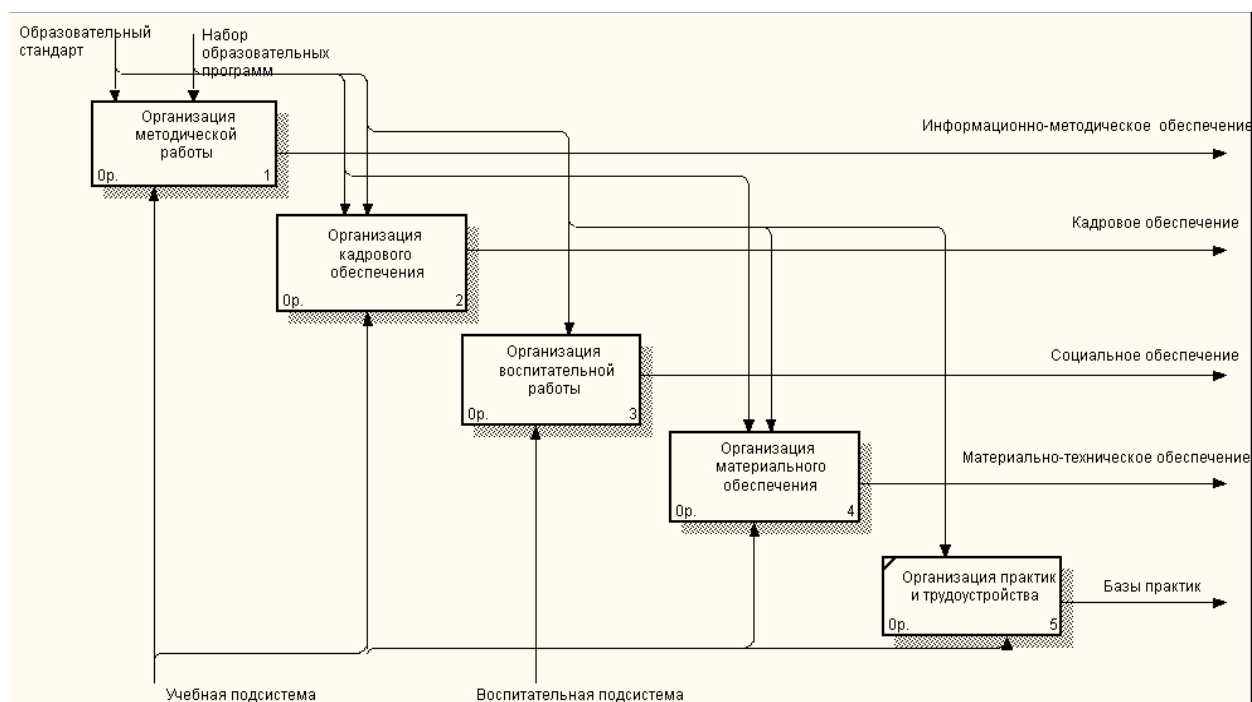 Образовательный
стандарт
Набор
образовательных
программ
Организация
методической
работы
0р.
1
Информационно-методическое обеспечение
Организация
кадрового
обеспечения
0р.
2
Кадровое обеспечение
Организация
воспитательной
работы
0р.
3
Социальное обеспечение
Организация
материального
обеспечения
0р.
4
Материально-техническое обеспечение
Организация практик
и трудоустройства
0р.
5
Базы практик
Учебная подсистема
Воспитательная подсистема